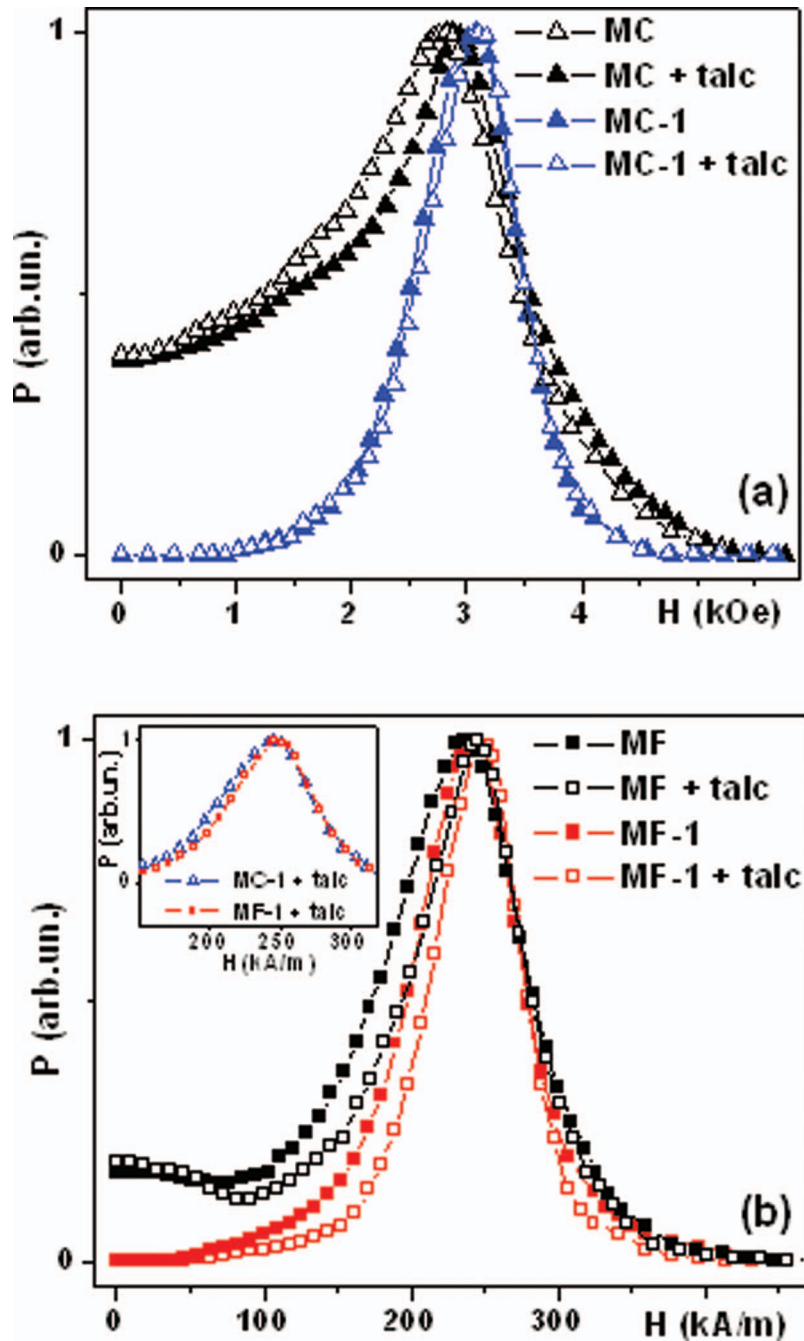 1
MC
MC + talc
MC-1
MC-1 + talc
P (arb.un.)
(a)
0
0 1 2 3 4 H (kOe)
1
MF
MF + talc
MF-1
MF-1 + talc
1
P (arb.un.)
0
MC-1 + talc
MF-1 + talc
200 250 300
H (kA/m)
P (arb.un.)
(b)
0
0 100 200 300 H (kA/m)